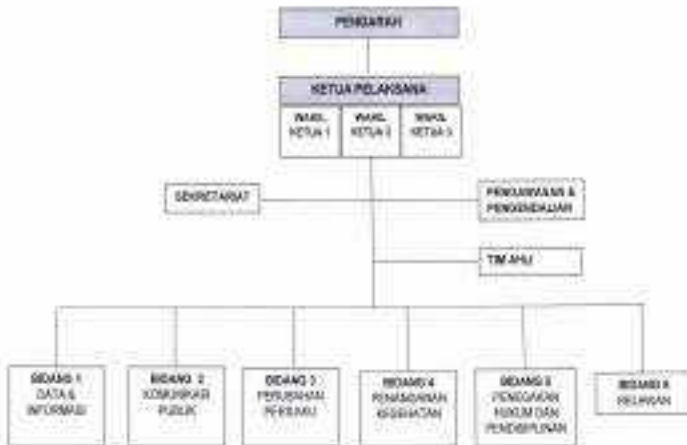 PENGARAH
KETUA PELAKSANA
WAKIL KETUA 1
WAKIL KETUA 2
WAKIL KETUA 3
SEKRETARIAT
PENGAWASAN &
PENGENDALIAN
TIM AHLI
BIDANG 1
DATA &
INFORMASI
BIDANG 2
KOMUNIKASI
PUBLIK
BIDANG 3
PERUBAHAN
PERILAKU
BIDANG 4
PENANGANAN
KESEHATAN
BIDANG 5
PENEGAKAN
HUKUM DAN
PENDISIPLINAN
BIDANG 6
RELAWAN